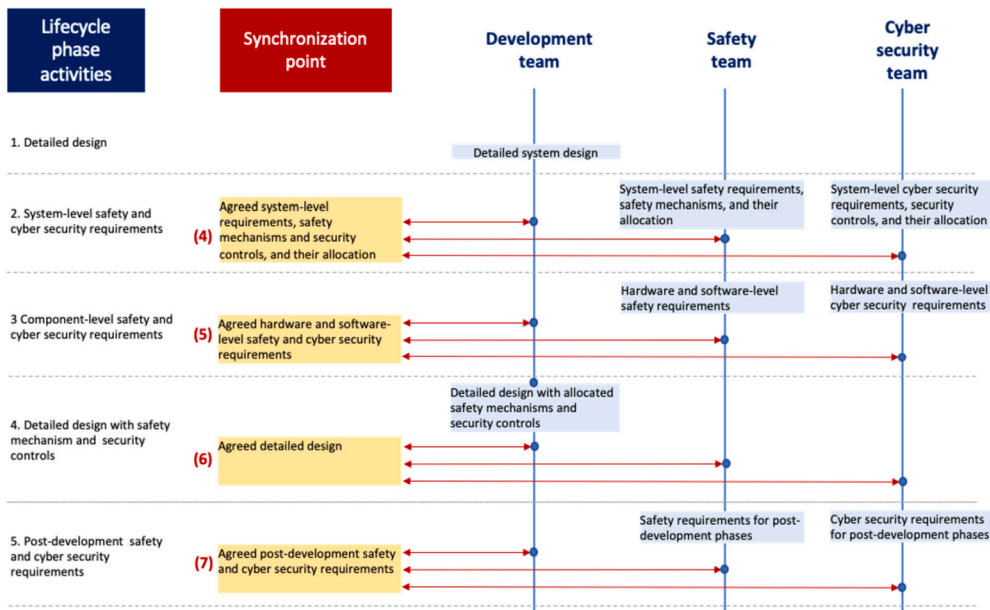 Lifecycle
phase
activities
Synchronization
point
Development
team
Safety
team
Cyber
security
team
1. Detailed design
Detailed system design
2. System-level safety and
cyber security requirements
(4)
Agreed system-level
requirements, safety
mechanisms and security
controls, and their allocation
System-level safety requirements,
safety mechanisms, and their
allocation
System-level cyber security
requirements, security
controls, and their allocation
3 Component-level safety and
cyber security requirements
(5)
Agreed hardware and software-
level safety and cyber security
requirements
Hardware and software-level
safety requirements
Hardware and software-level
cyber security requirements
4. Detailed design with safety
mechanism and security
controls
(6)
Agreed detailed design
Detailed design with allocated
safety mechanisms and
security controls
5. Post-development safety
and cyber security
requirements
(7)
Agreed post-development safety
and cyber security requirements
Safety requirements for post-
development phases
Cyber security requirements
for post-development phases